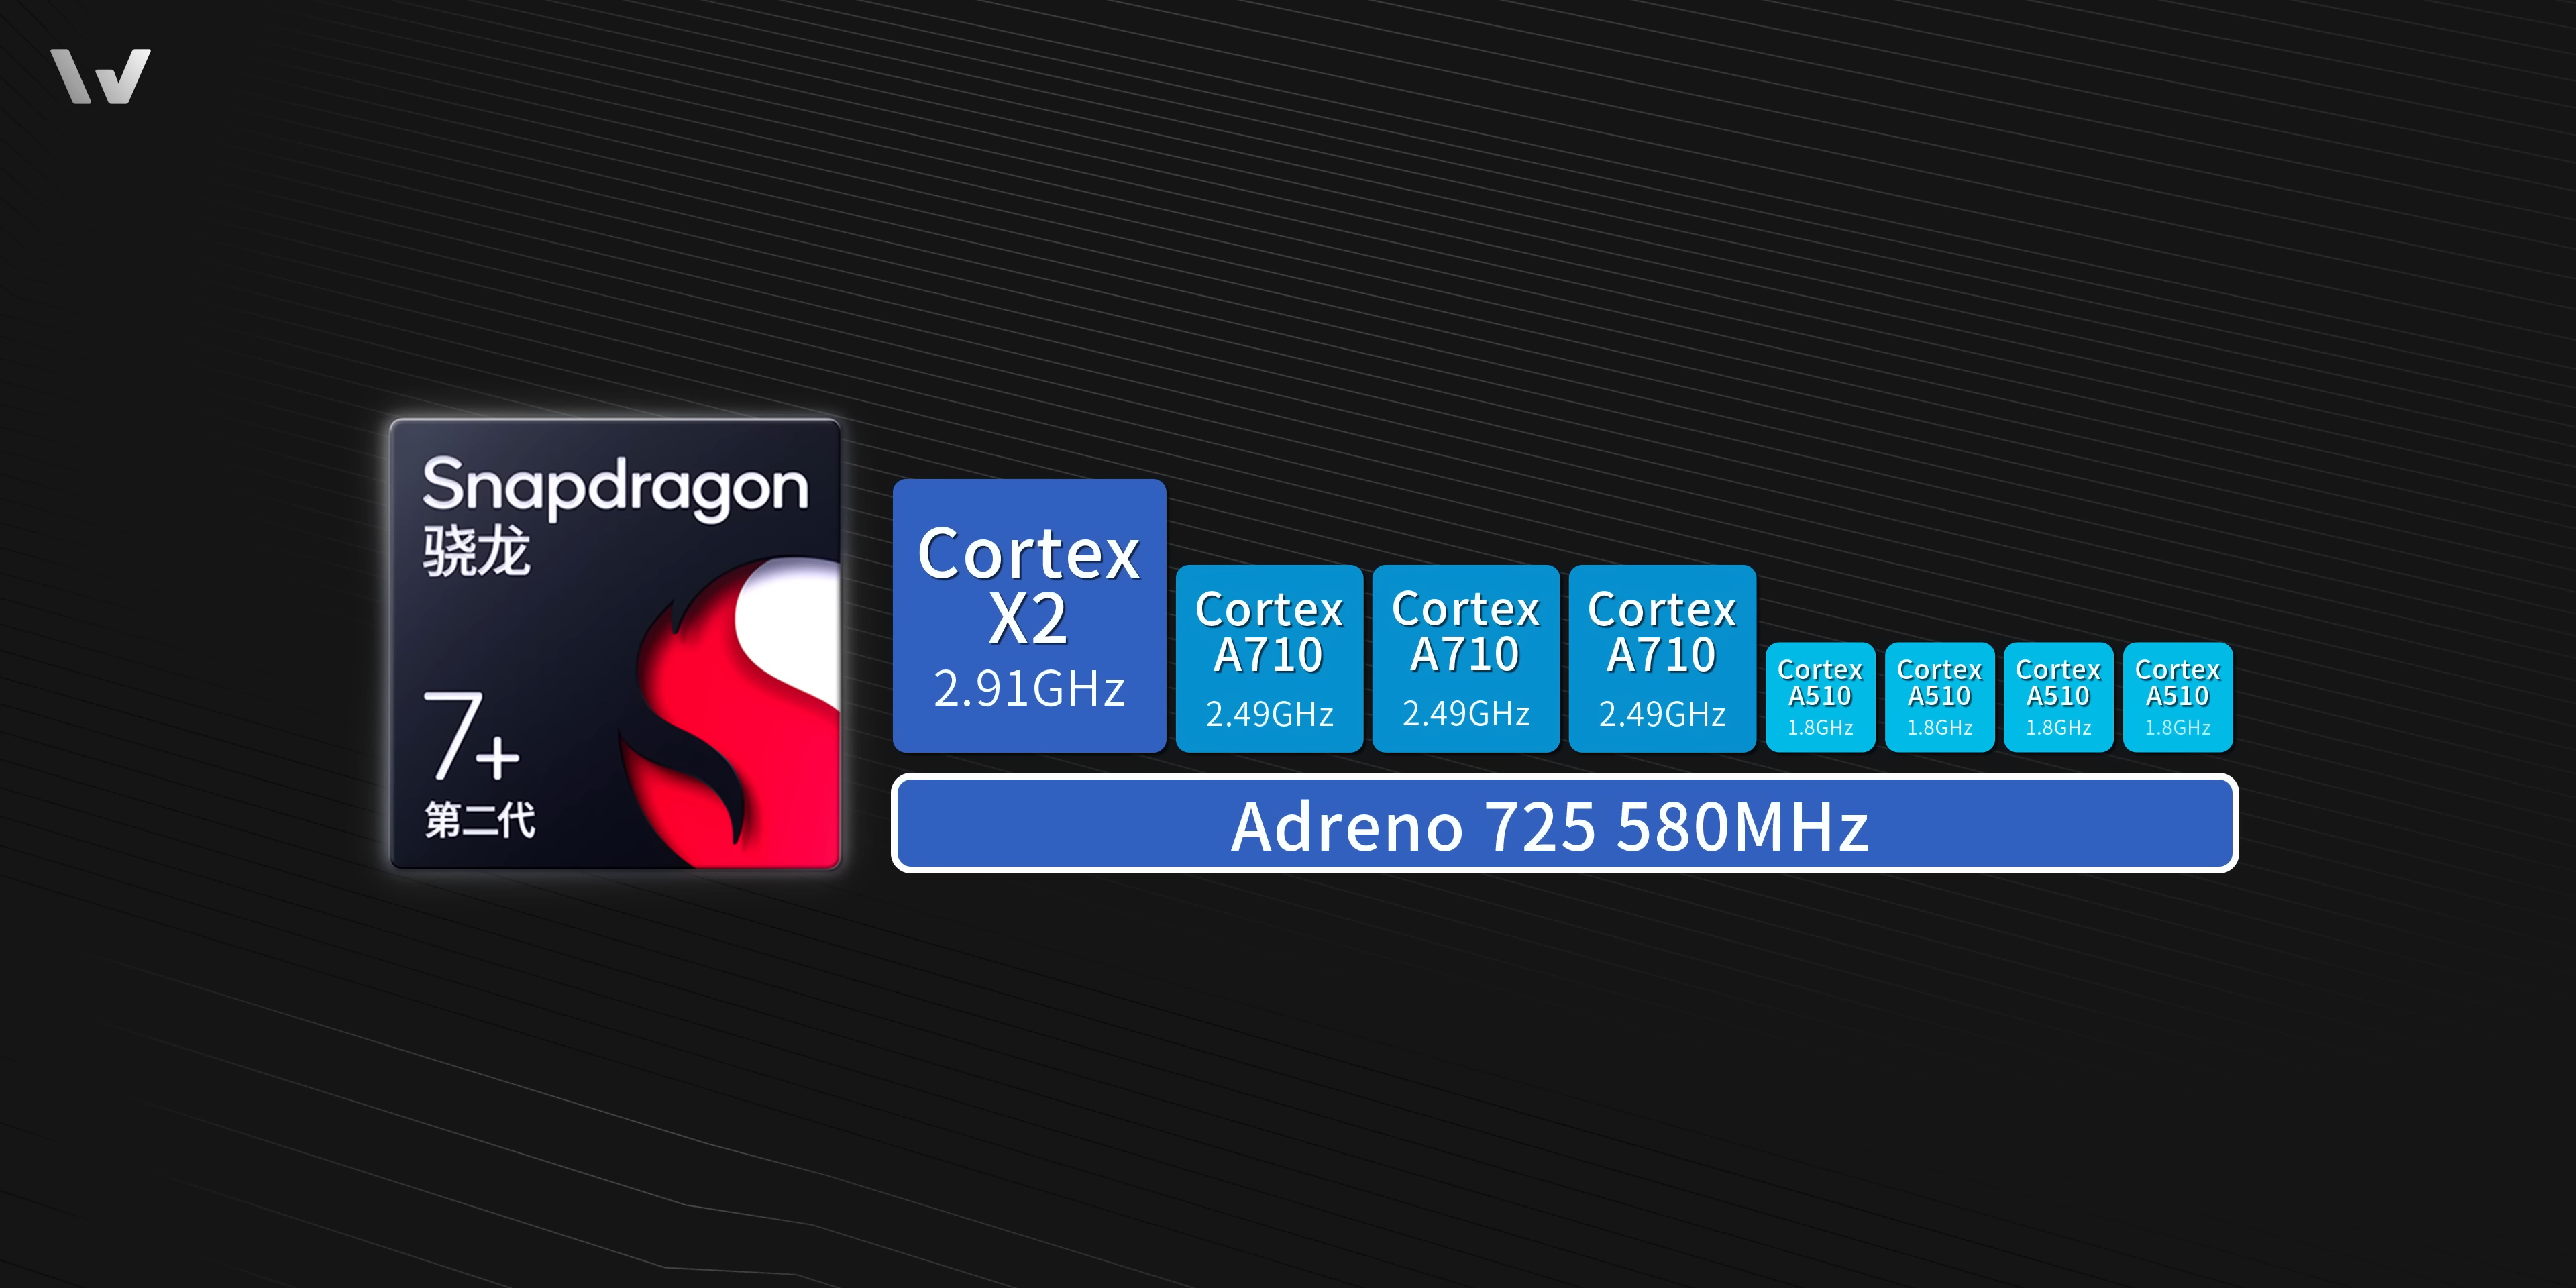 Snapdragon
骁龙
7+
第二代
Cortex
X2
2.91GHz
Cortex
A710
2.49GHz
Cortex
A710
2.49GHz
Cortex
A710
2.49GHz
Cortex
A510
1.8GHz
Cortex
A510
1.8GHz
Cortex
A510
1.8GHz
Cortex
A510
1.8GHz
Adreno 725 580MHz